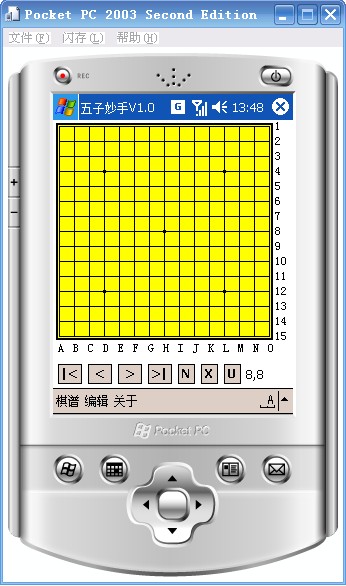 Pocket PC 2003 Second Edition
文件(F) 闪存(L) 帮助(H)
REC
五子妙手V1.0 G 13:48
1
2
3
4
5
6
7
8
9
10
11
12
13
14
15
A B C D E F G H I J K L M N O
|< < > >| N X U 8,8
棋谱 编辑 关于 A
Pocket PC